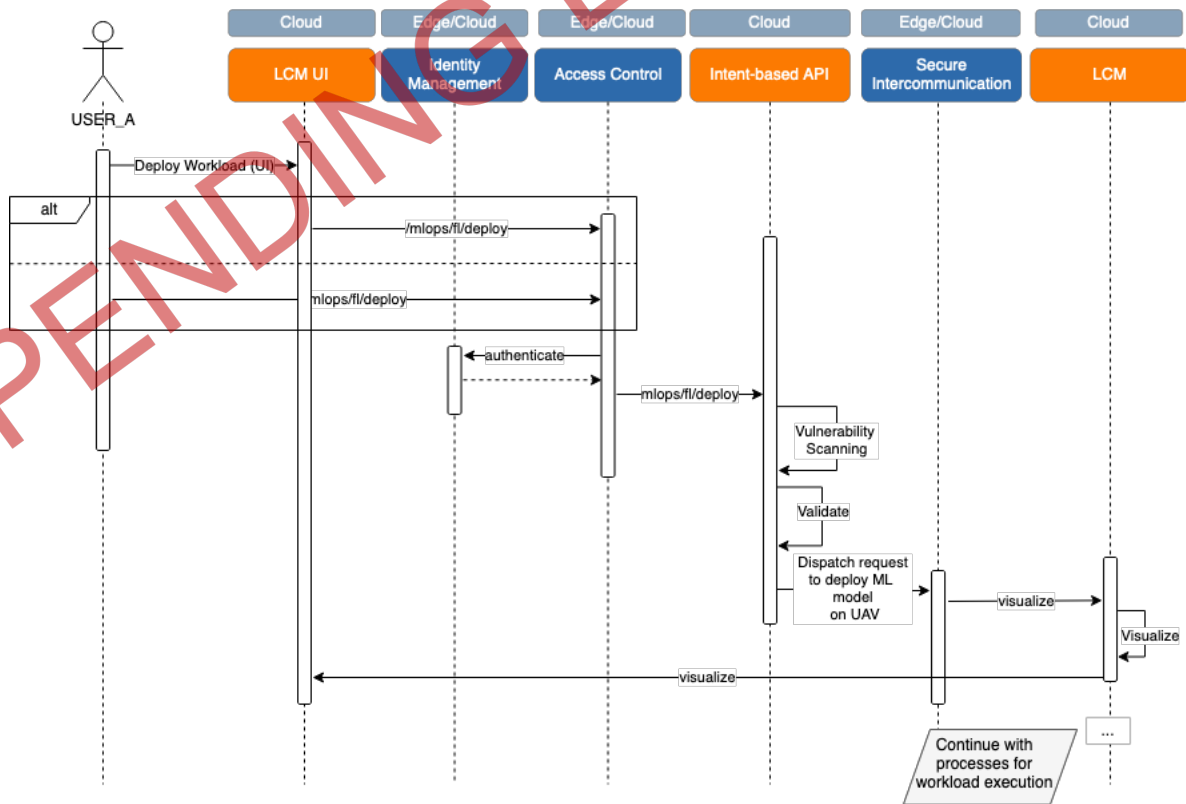 Cloud
Edge/Cloud
Edge/Cloud
Cloud
Edge/Cloud
Cloud
LCM UI
Identity
Management
Access Control
Intent-based API
Secure
Intercommunication
LCM
USER_A
Deploy Workload (UI)
alt
/mlops/fl/deploy
mlops/fl/deploy
authenticate
mlops/fl/deploy
Vulnerability
Scanning
Validate
Dispatch request
to deploy ML
model
on UAV
visualize
Visualize
visualize
...
Continue with
processes for
workload execution
PENDING